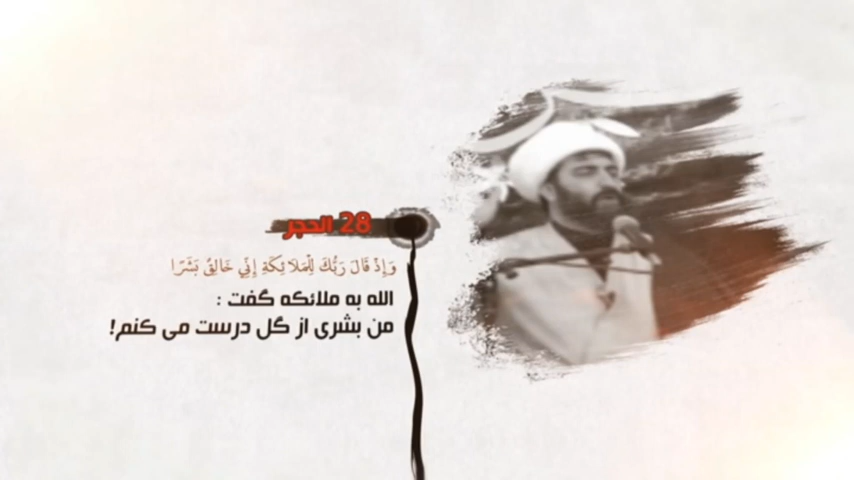 28 الحجر
وَإِذْ قَالَ رَبُّكَ لِلْمَلَائِكَةِ إِنِّي خَالِقٌ بَشَرًا
الله به ملائکه گفت :
من بشری از گل درست می کنم!